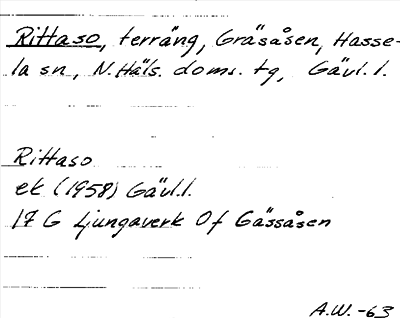 Rittaso, terräng, Gräsåsen, Hasse-
la sn, N. Häls. doms. tg, Gävl. l.
Rittaso
ek (1958) Gävl. l.
17 G Ljungaverk Of Gässåsen
A.W. -63